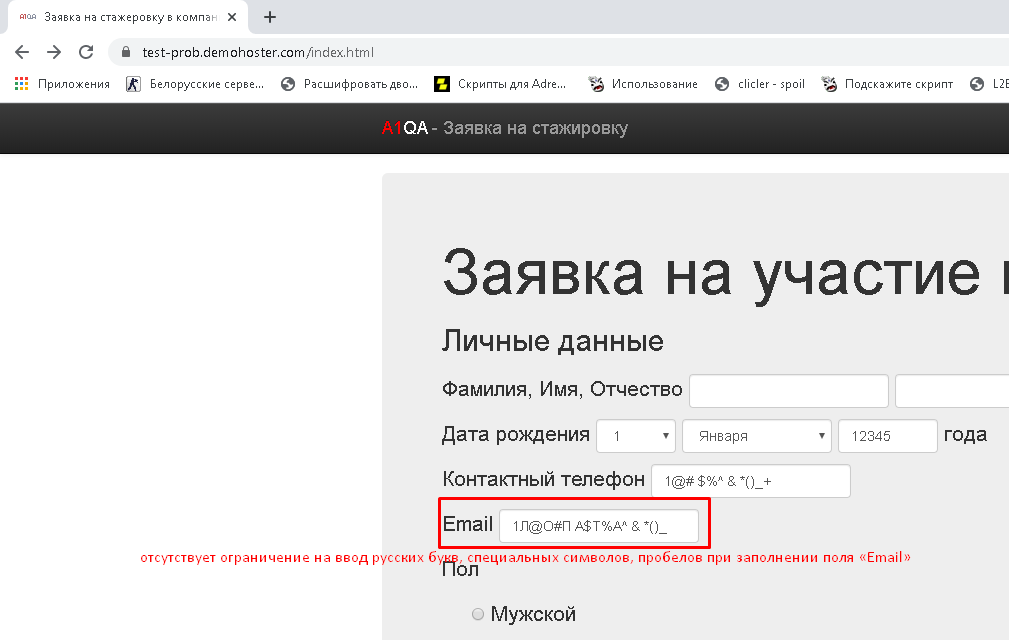 A1QA Заявка на стажировку в компан
test-prob.demohoster.com/index.html
Приложения Белорусские серве... Расшифровать дво... Скрипты для Adre... Использование clicler - spoil Подскажите скрипт L2E
A1QA - Заявка на стажировку
Заявка на участие
Личные данные
Фамилия, Имя, Отчество
Дата рождения 1 Января 12345 года
Контактный телефон 1@# $%^ & *()_+
Email 1Л@О#П А$Т%А^ & *()_
отсутствует ограничение на ввод русских букв, специальных символов, пробелов при заполнении поля «Email»
Пол
Мужской